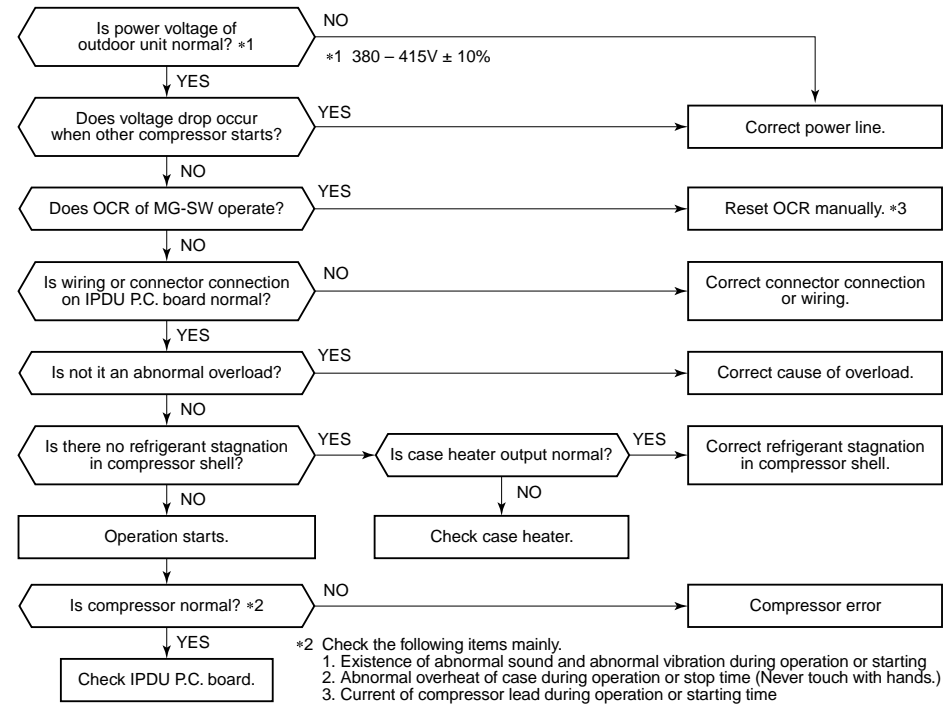 Is power voltage of
outdoor unit normal? *1
NO
*1 380 – 415V ± 10%
YES
Does voltage drop occur
when other compressor starts?
YES
Correct power line.
NO
Does OCR of MG-SW operate?
YES
Reset OCR manually. *3
NO
Is wiring or connector connection
on IPDU P.C. board normal?
NO
Correct connector connection
or wiring.
YES
Is not it an abnormal overload?
YES
Correct cause of overload.
NO
Is there no refrigerant stagnation
in compressor shell?
YES
Is case heater output normal?
YES
Correct refrigerant stagnation
in compressor shell.
NO
NO
Operation starts.
Check case heater.
Is compressor normal? *2
NO
Compressor error
YES
Check IPDU P.C. board.
*2 Check the following items mainly.
1. Existence of abnormal sound and abnormal vibration during operation or starting
2. Abnormal overheat of case during operation or stop time (Never touch with hands.)
3. Current of compressor lead during operation or starting time